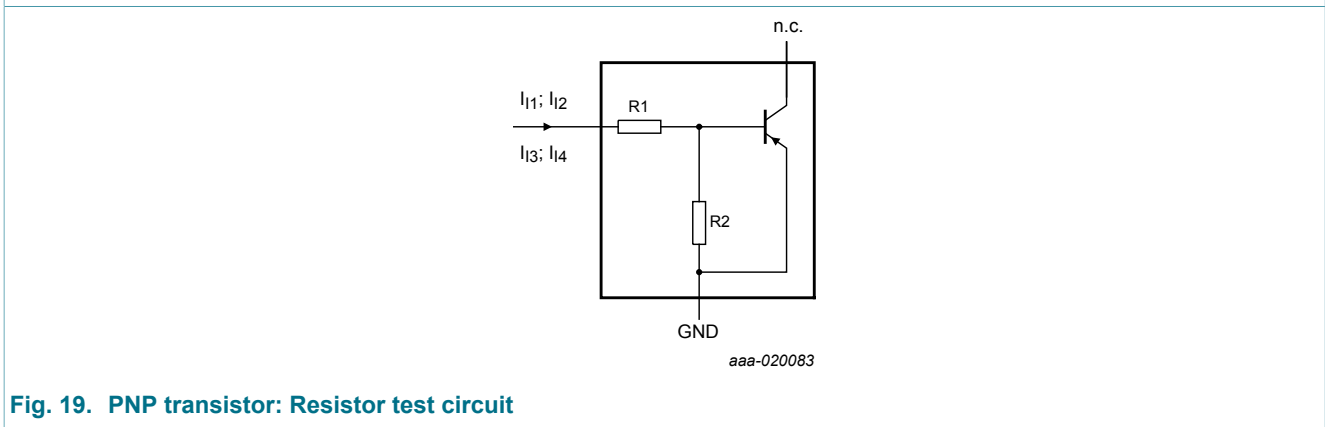 n.c.
I_I1; I_I2
R1
I_I3; I_I4
R2
GND
aaa-020083
Fig. 19. PNP transistor: Resistor test circuit